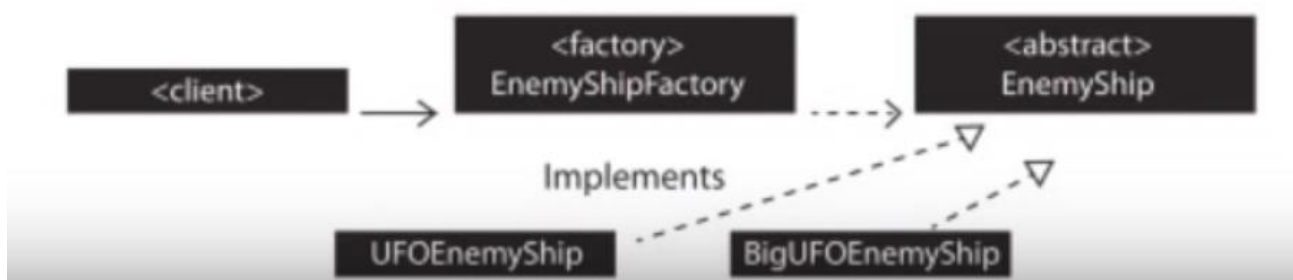 <client>
<factory>
EnemyShipFactory
<abstract>
EnemyShip
Implements
UFOEnemyShip
BigUFOEnemyShip